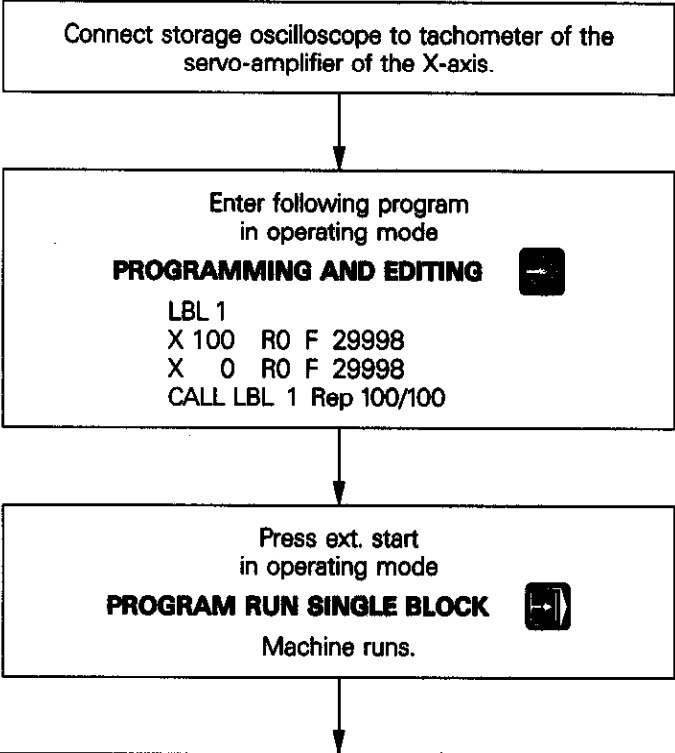 Connect storage oscilloscope to tachometer of the
servo-amplifier of the X-axis.
Enter following program
in operating mode
PROGRAMMING AND EDITING
LBL 1
X 100 R0 F 29998
X 0 R0 F 29998
CALL LBL 1 Rep 100/100
Press ext. start
in operating mode
PROGRAM RUN SINGLE BLOCK
Machine runs.